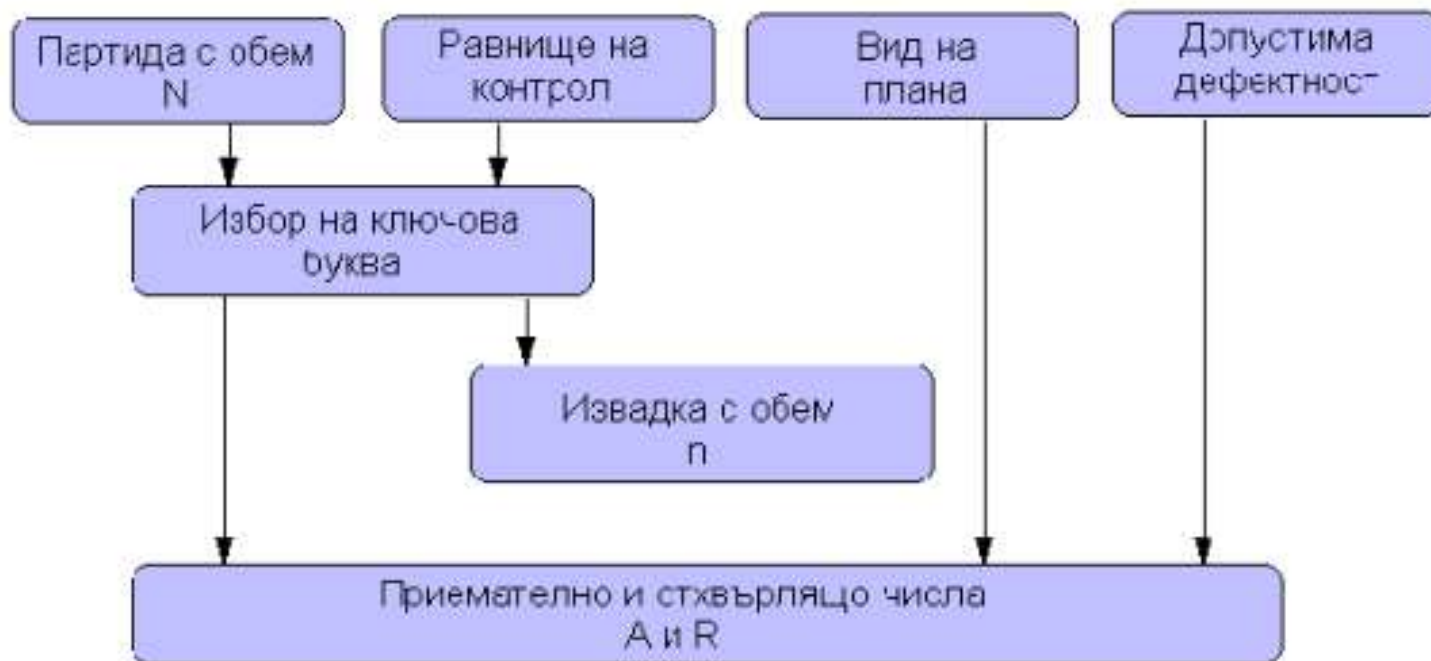 Партида с обем
N
Равнище на
контрол
Вид на
плана
Допустима
дефектност
Избор на ключова
буква
Извадка с обем
n
Приемателно и отхвърлящо числа
A и R